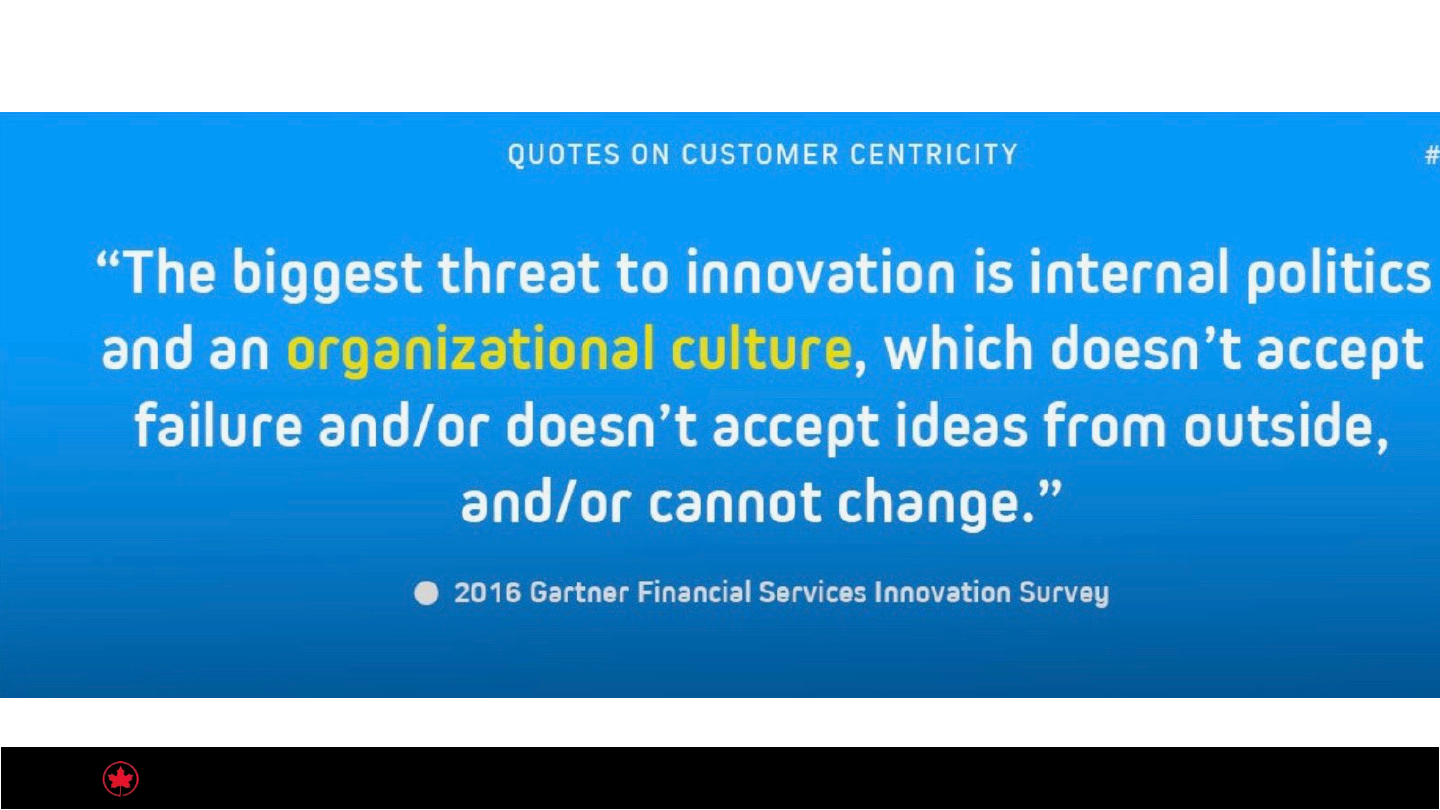 QUOTES ON CUSTOMER CENTRICITY #
“The biggest threat to innovation is internal politics
and an organizational culture, which doesn’t accept
failure and/or doesn’t accept ideas from outside,
and/or cannot change.”
2016 Gartner Financial Services Innovation Survey